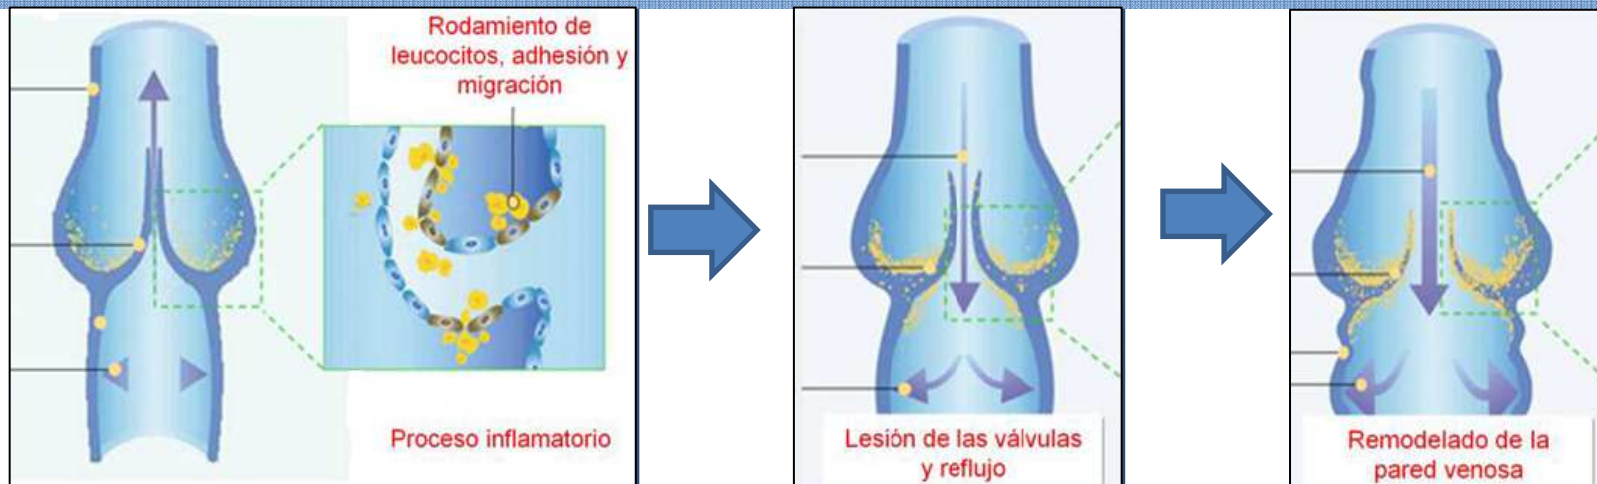 Rodamiento de
leucocitos, adhesión y
migración
Proceso inflamatorio
Lesión de las válvulas
y reflujo
Remodelado de la
pared venosa